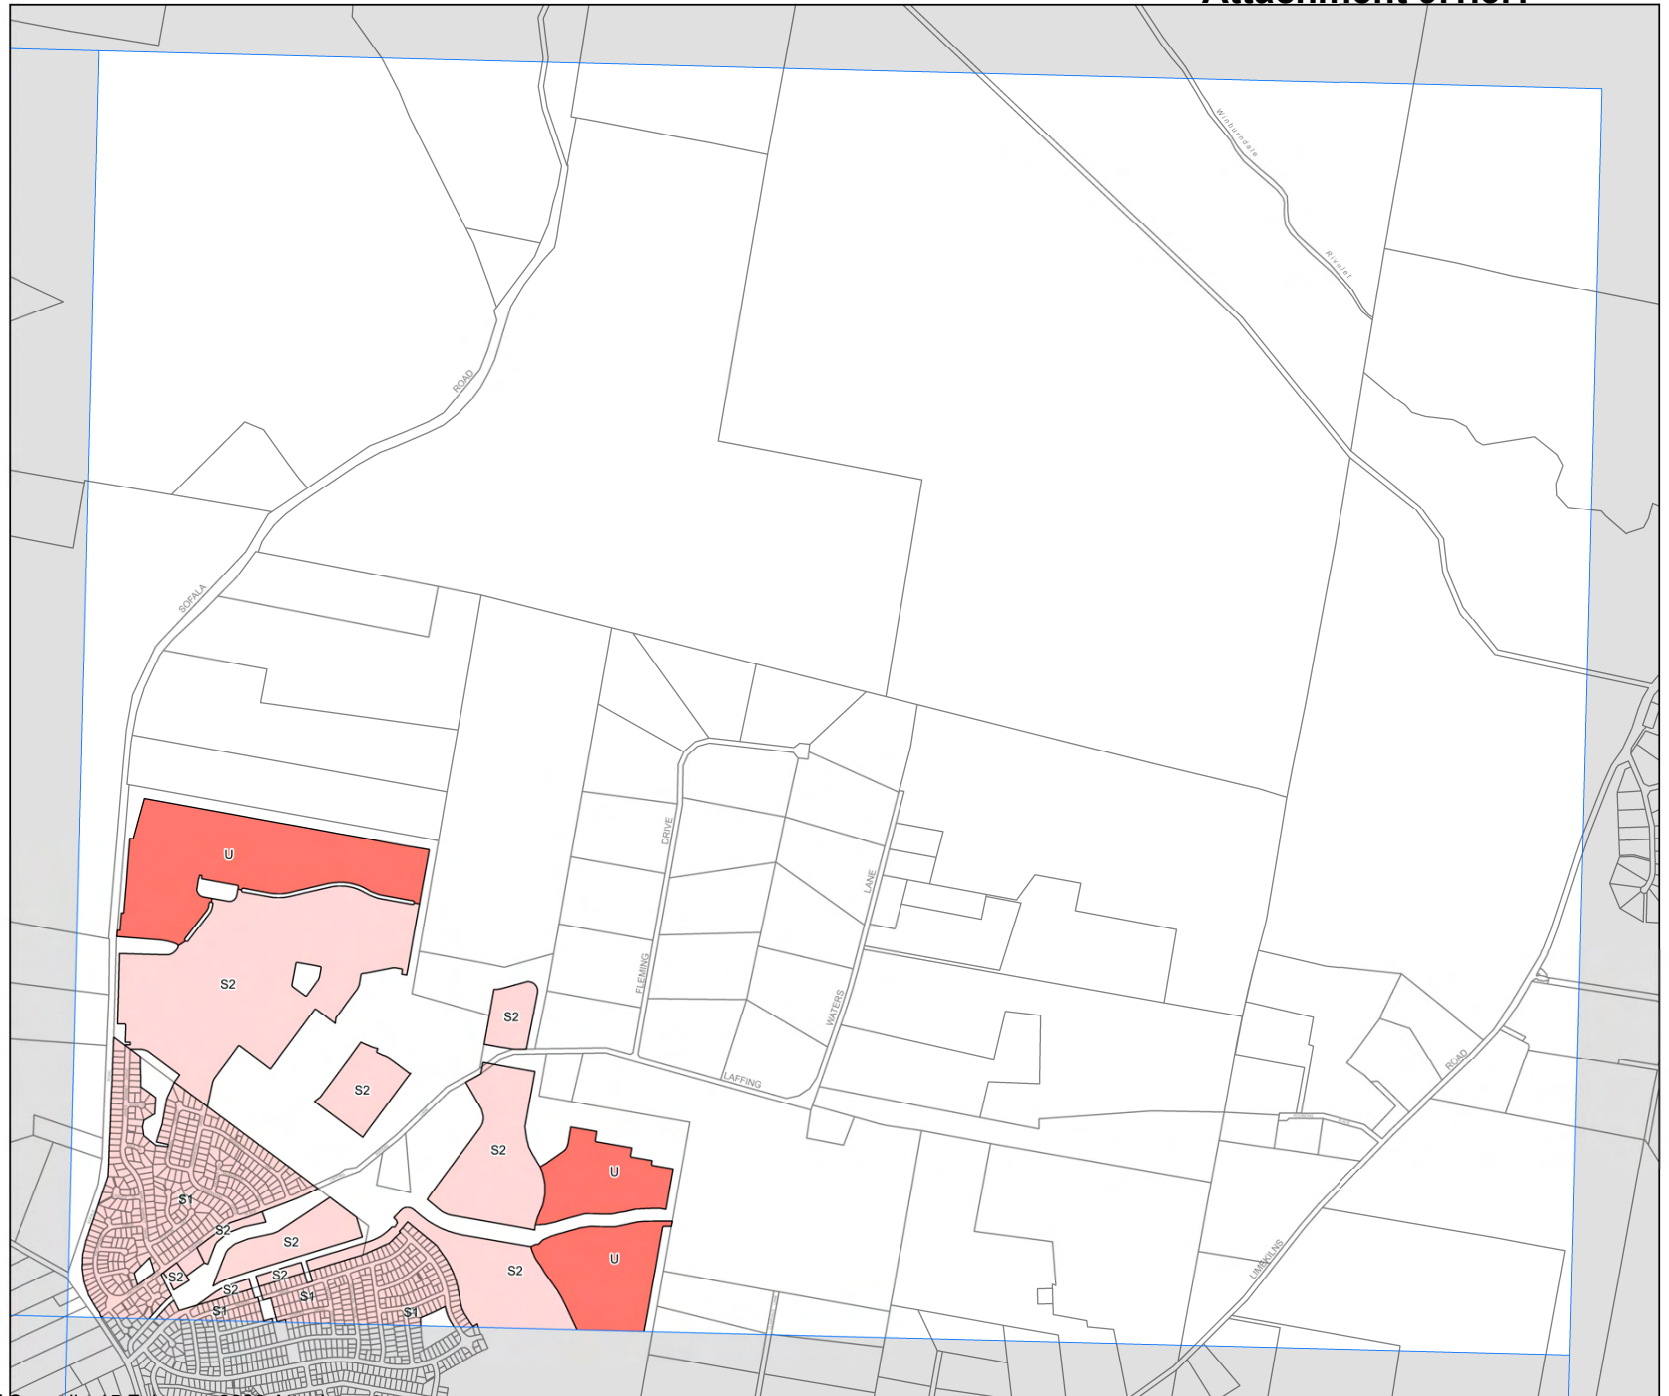 Winburndale
Rivulet
ROAD
SOFALA
DRIVE
LANE
U
FLEMING
S2
WATERS
S2
ROAD
LAFFING
S2
S2
U
S1
S2
S2
U
LIMEKILNS
S2
S2
S2
S2
S1
S1
S1